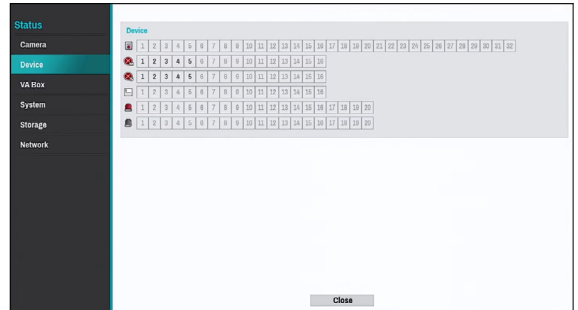 Status
Camera
Device
VA Box
System
Storage
Network
Device
1 2 3 4 5 6 7 8 9 10 11 12 13 14 15 16 17 18 19 20 21 22 23 24 25 26 27 28 29 30 31 32
1 2 3 4 5 6 7 8 9 10 11 12 13 14 15 16
1 2 3 4 5 6 7 8 9 10 11 12 13 14 15 16
1 2 3 4 5 6 7 8 9 10 11 12 13 14 15 16
1 2 3 4 5 6 7 8 9 10 11 12 13 14 15 16 17 18 19 20
1 2 3 4 5 6 7 8 9 10 11 12 13 14 15 16 17 18 19 20
Close